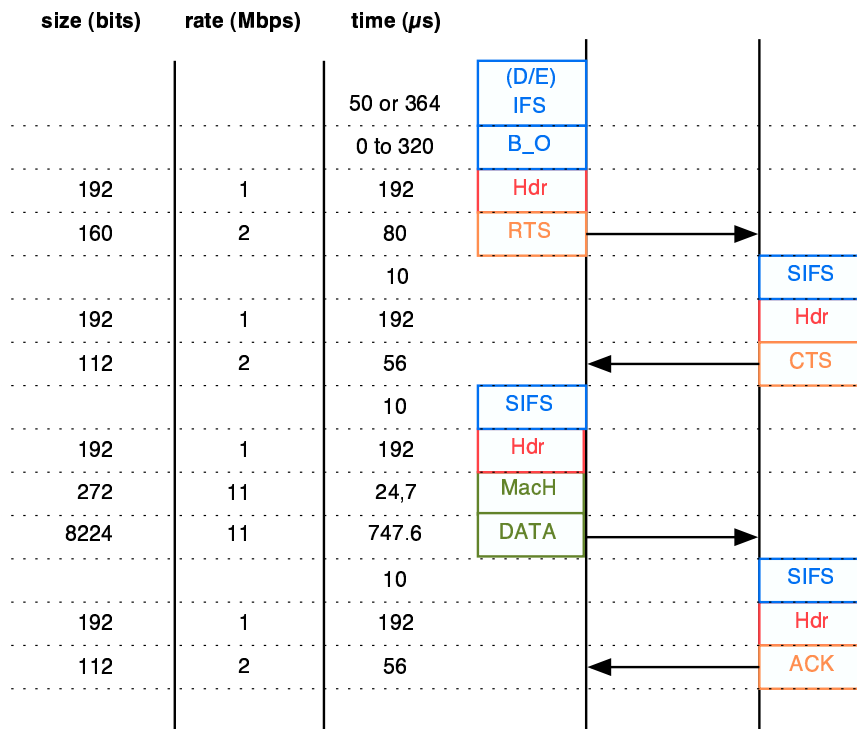 size (bits) rate (Mbps) time (µs)
(D/E)
50 or 364 IFS
0 to 320 B_O
192 1 192 Hdr
160 2 80 RTS
10 SIFS
192 1 192 Hdr
112 2 56 CTS
10 SIFS
192 1 192 Hdr
272 11 24,7 MacH
8224 11 747.6 DATA
10 SIFS
192 1 192 Hdr
112 2 56 ACK